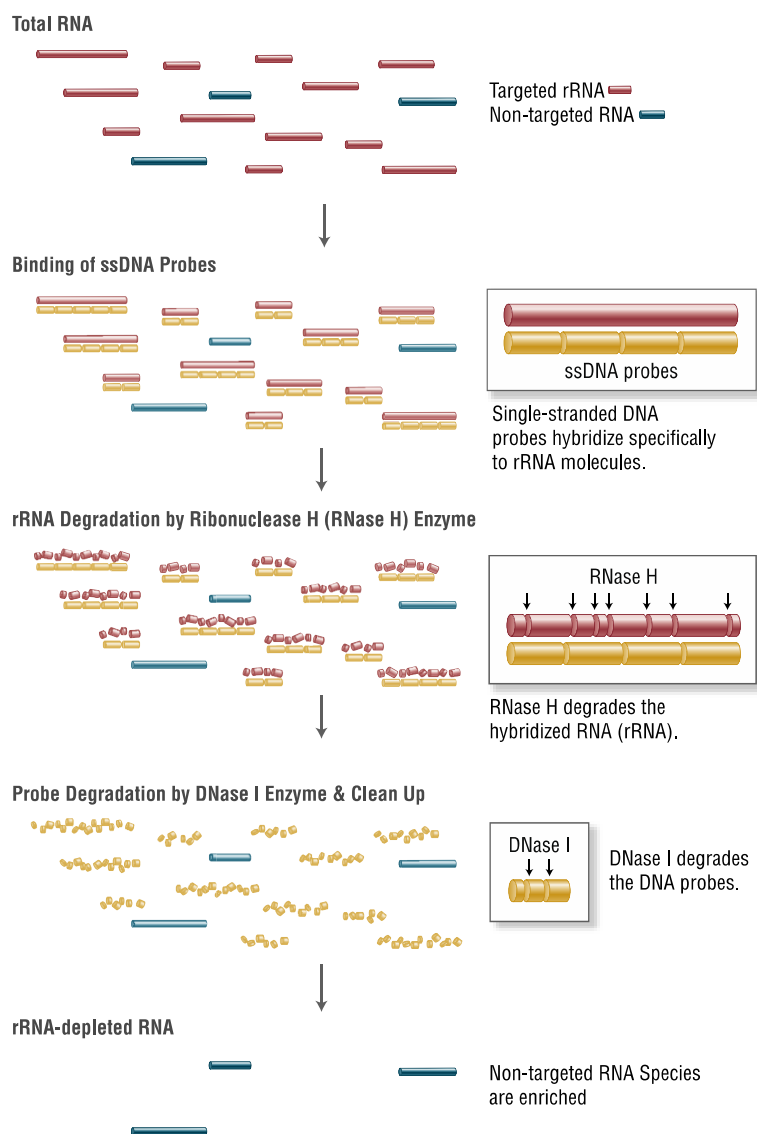 Total RNA
Targeted rRNA
Non-targeted RNA
Binding of ssDNA Probes
ssDNA probes
Single-stranded DNA
probes hybridize specifically
to rRNA molecules.
rRNA Degradation by Ribonuclease H (RNase H) Enzyme
RNase H
RNase H degrades the
hybridized RNA (rRNA).
Probe Degradation by DNase I Enzyme & Clean Up
DNase I
DNase I degrades
the DNA probes.
rRNA-depleted RNA
Non-targeted RNA Species
are enriched